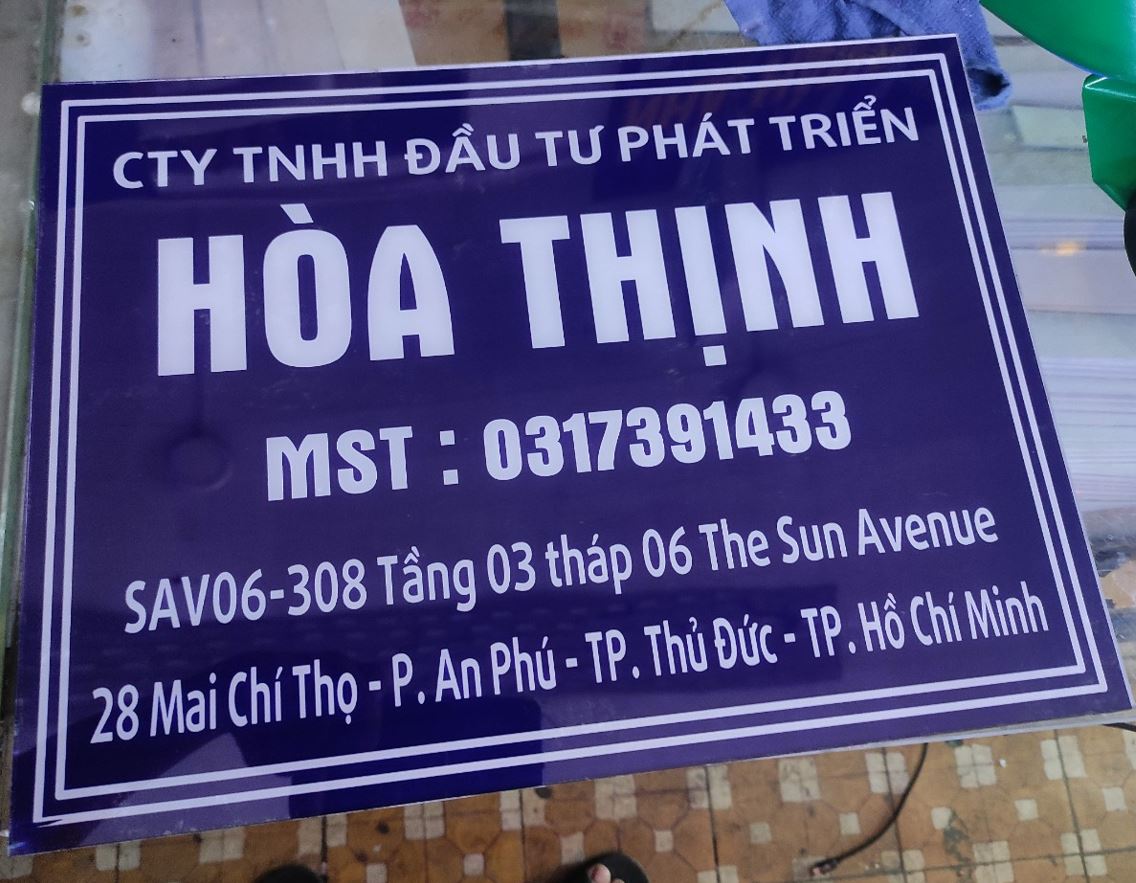 CTY TNHH ĐẦU TƯ PHÁT TRIỂN
HÒA THỊNH
MST : 0317391433
SAV06-308 Tầng 03 tháp 06 The Sun Avenue
28 Mai Chí Thọ - P. An Phú - TP. Thủ Đức - TP. Hồ Chí Minh